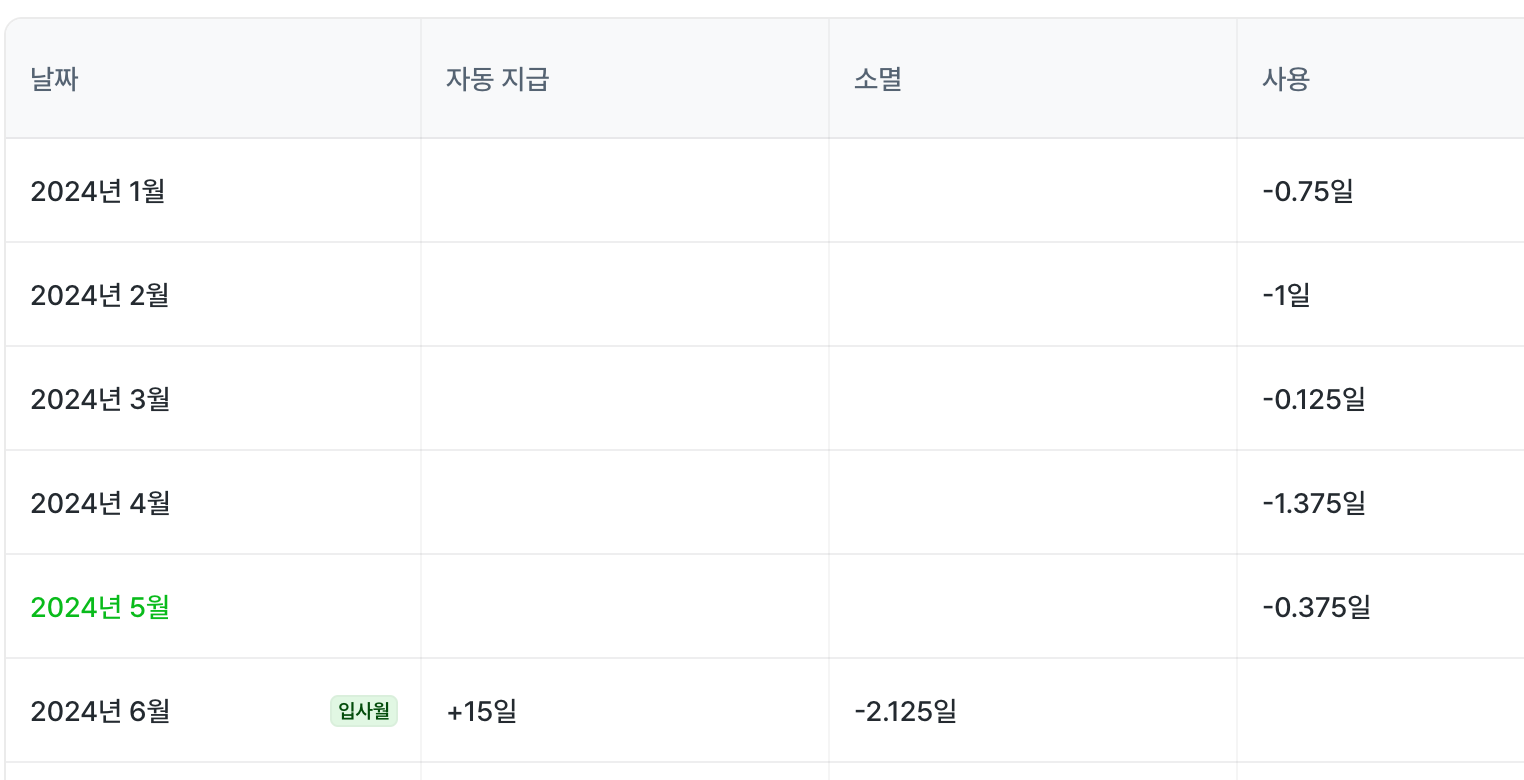 날짜 자동 지급 소멸 사용
2024년 1월 -0.75일
2024년 2월 -1일
2024년 3월 -0.125일
2024년 4월 -1.375일
2024년 5월 -0.375일
2024년 6월 입사월 +15일 -2.125일